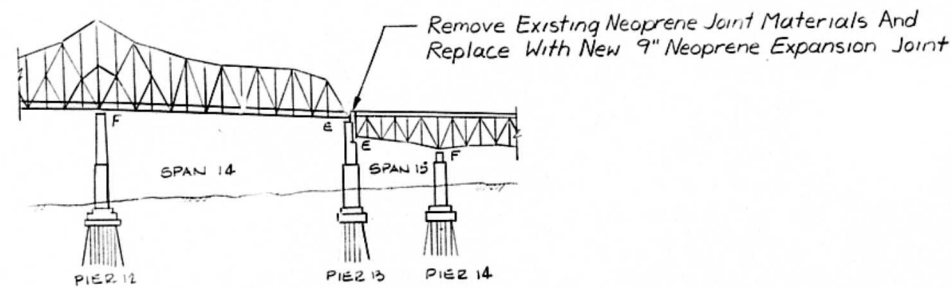 Remove Existing Neoprene Joint Materials And
Replace With New 9" Neoprene Expansion Joint
F
E
E
F
SPAN 14
SPAN 15
PIER 12
PIER 13
PIER 14